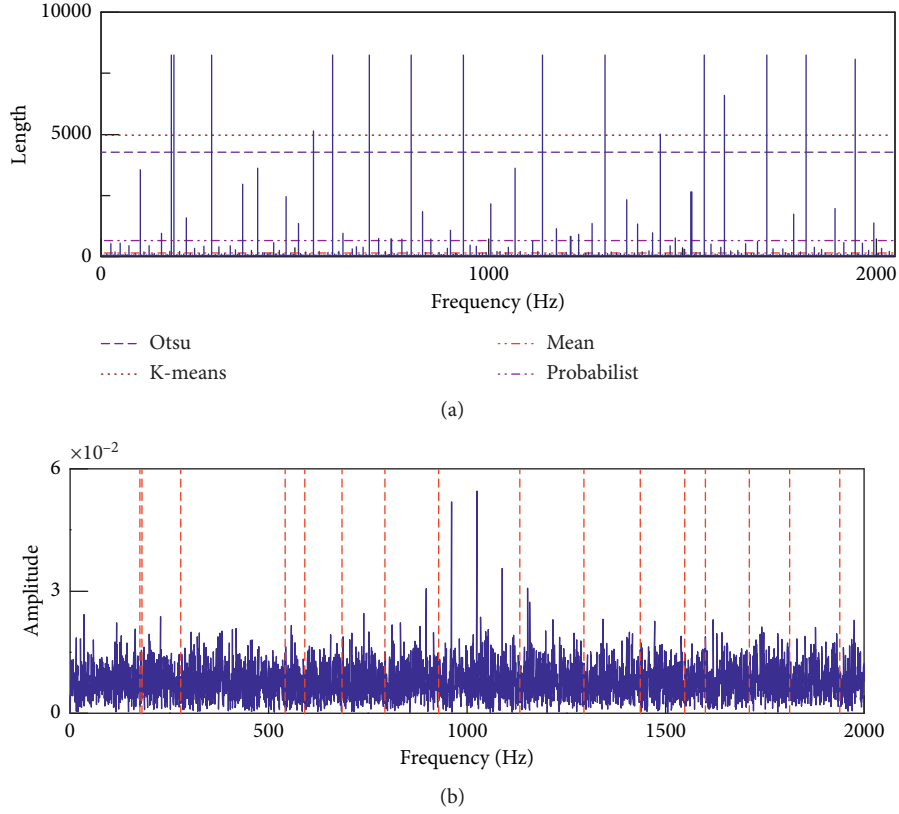 10000
5000
0
Length
0 1000 2000
Frequency (Hz)
Otsu Mean
K-means Probabilist
(a)
×10⁻²
6
3
0
Amplitude
0 500 1000 1500 2000
Frequency (Hz)
(b)